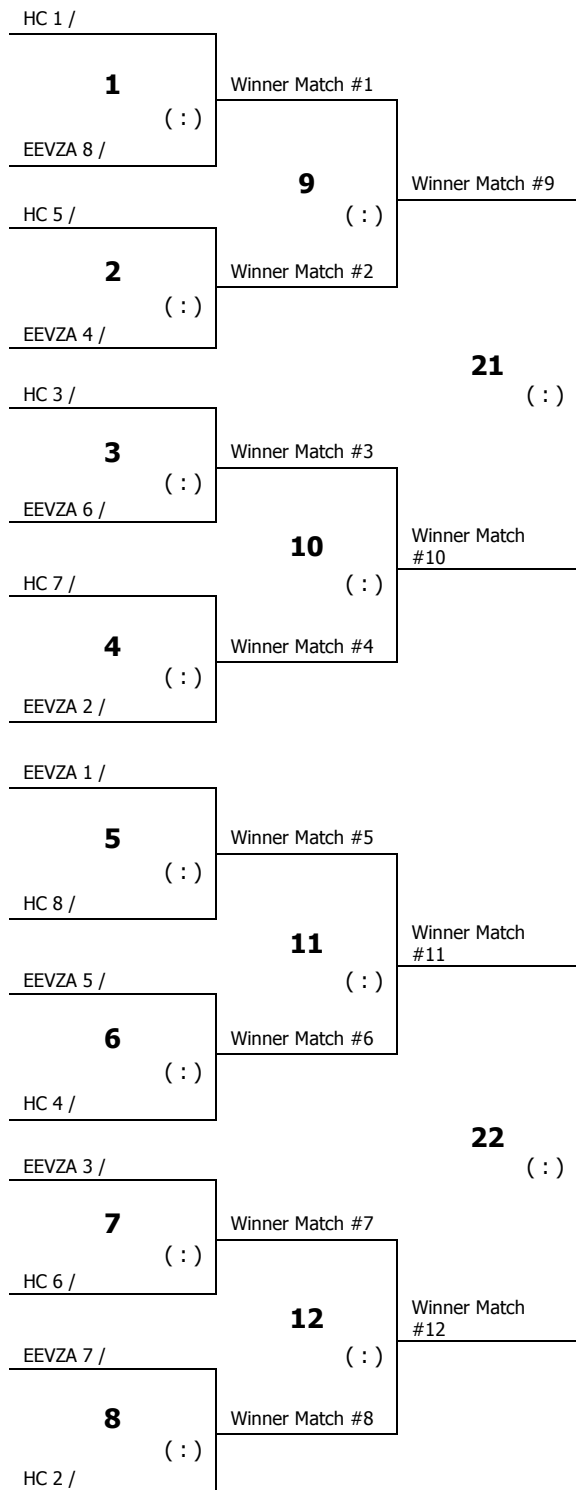 HC 1 /
1
Winner Match #1
( : )
EEVZA 8 /
9
Winner Match #9
HC 5 /
( : )
2
Winner Match #2
( : )
EEVZA 4 /
21
HC 3 /
( : )
3
Winner Match #3
( : )
EEVZA 6 /
10
Winner Match
#10
HC 7 /
( : )
4
Winner Match #4
( : )
EEVZA 2 /
EEVZA 1 /
5
Winner Match #5
( : )
HC 8 /
11
Winner Match
#11
EEVZA 5 /
( : )
6
Winner Match #6
( : )
HC 4 /
22
EEVZA 3 /
( : )
7
Winner Match #7
( : )
HC 6 /
12
Winner Match
#12
EEVZA 7 /
( : )
8
Winner Match #8
( : )
HC 2 /